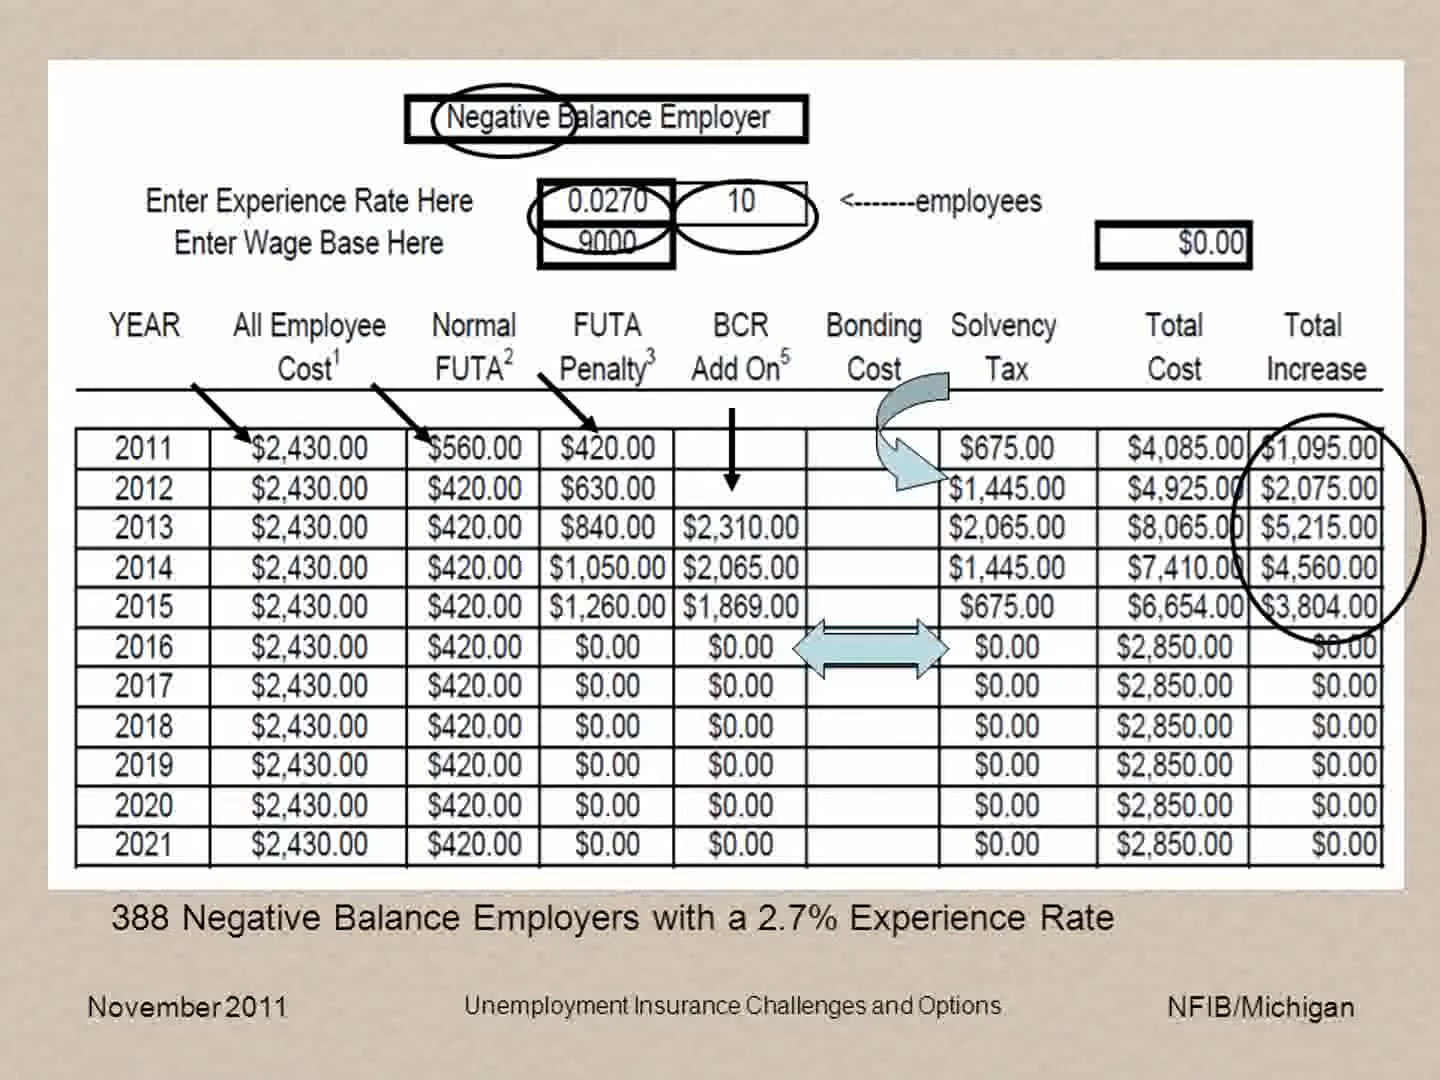 Negative Balance Employer
Enter Experience Rate Here 0.0270 10 <-------employees
Enter Wage Base Here 9000 $0.00
YEAR All Employee Normal FUTA BCR Bonding Solvency Total Total
Cost1 FUTA2 Penalty3 Add On5 Cost Tax Cost Increase
2011 $2,430.00 $560.00 $420.00 $675.00 $4,085.00 $1,095.00
2012 $2,430.00 $420.00 $630.00 $1,445.00 $4,925.00 $2,075.00
2013 $2,430.00 $420.00 $840.00 $2,310.00 $2,065.00 $8,065.00 $5,215.00
2014 $2,430.00 $420.00 $1,050.00 $2,065.00 $1,445.00 $7,410.00 $4,560.00
2015 $2,430.00 $420.00 $1,260.00 $1,869.00 $675.00 $6,654.00 $3,804.00
2016 $2,430.00 $420.00 $0.00 $0.00 $0.00 $2,850.00 $0.00
2017 $2,430.00 $420.00 $0.00 $0.00 $0.00 $2,850.00 $0.00
2018 $2,430.00 $420.00 $0.00 $0.00 $0.00 $2,850.00 $0.00
2019 $2,430.00 $420.00 $0.00 $0.00 $0.00 $2,850.00 $0.00
2020 $2,430.00 $420.00 $0.00 $0.00 $0.00 $2,850.00 $0.00
2021 $2,430.00 $420.00 $0.00 $0.00 $0.00 $2,850.00 $0.00
388 Negative Balance Employers with a 2.7% Experience Rate
November 2011 Unemployment Insurance Challenges and Options NFIB/Michigan